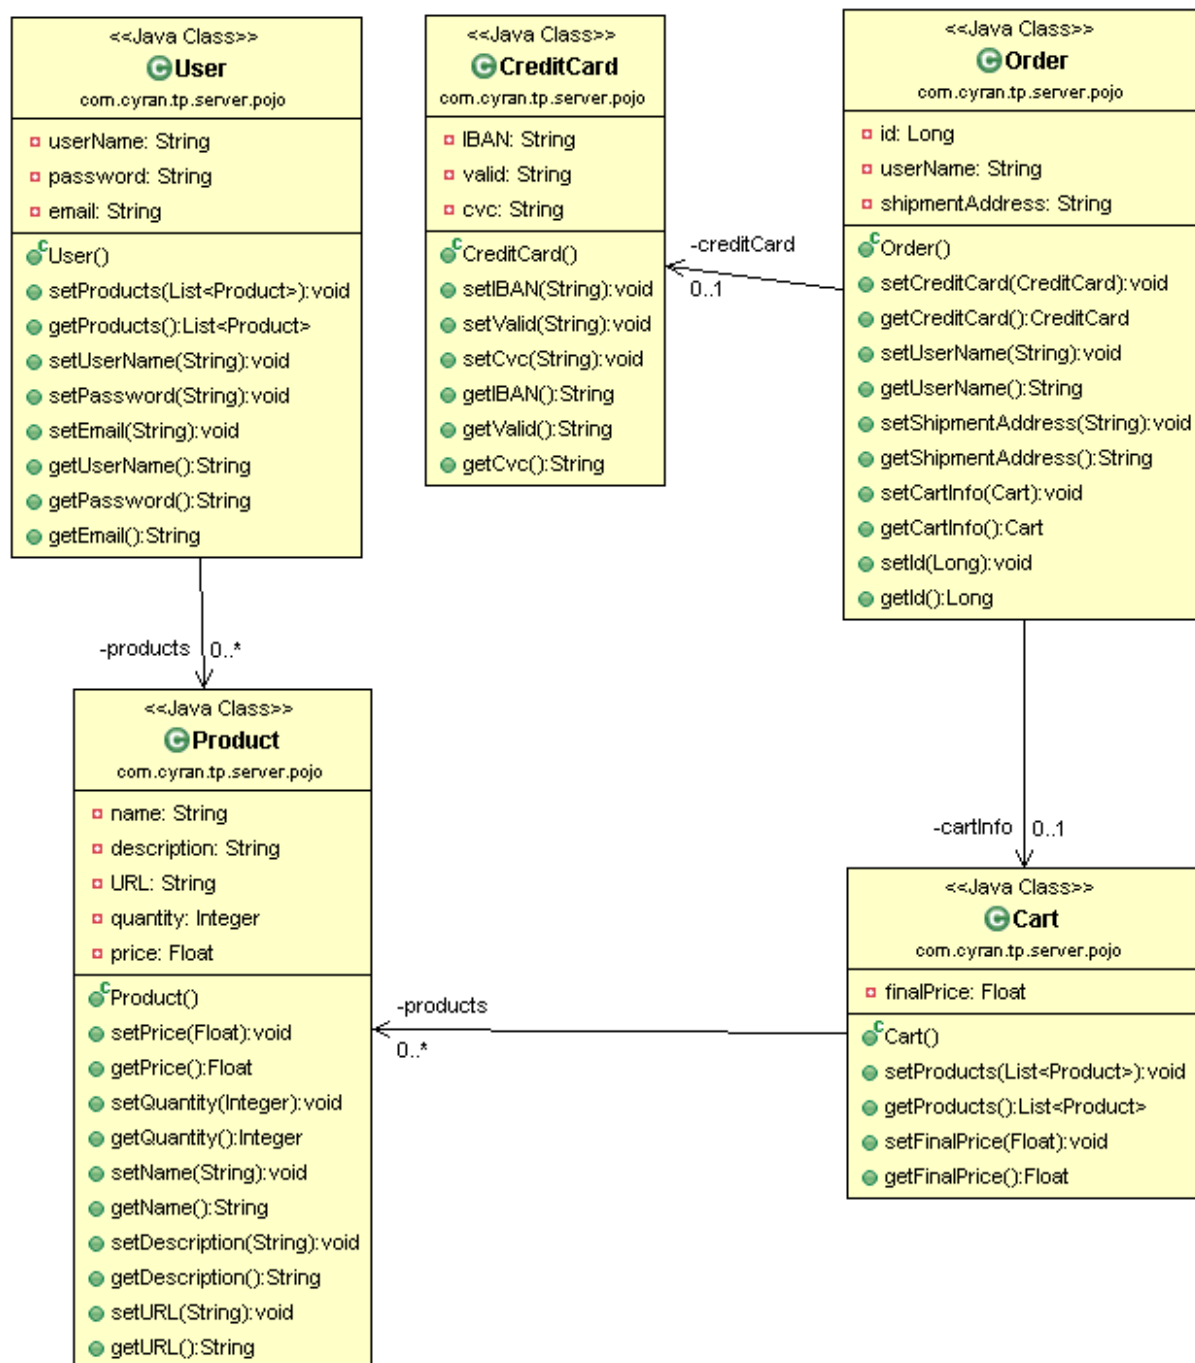 <<Java Class>>
User
com.cyran.tp.server.pojo
userName: String
password: String
email: String
User()
setProducts(List<Product>):void
getProducts():List<Product>
setUserName(String):void
setPassword(String):void
setEmail(String):void
getUserName():String
getPassword():String
getEmail():String
<<Java Class>>
CreditCard
com.cyran.tp.server.pojo
IBAN: String
valid: String
cvc: String
CreditCard()
setIBAN(String):void
setValid(String):void
setCvc(String):void
getIBAN():String
getValid():String
getCvc():String
-creditCard
0..1
<<Java Class>>
Order
com.cyran.tp.server.pojo
id: Long
userName: String
shipmentAddress: String
Order()
setCreditCard(CreditCard):void
getCreditCard():CreditCard
setUserName(String):void
getUserName():String
setShipmentAddress(String):void
getShipmentAddress():String
setCartInfo(Cart):void
getCartInfo():Cart
setId(Long):void
getId():Long
-products 0..*
<<Java Class>>
Product
com.cyran.tp.server.pojo
name: String
description: String
URL: String
quantity: Integer
price: Float
Product()
setPrice(Float):void
getPrice():Float
setQuantity(Integer):void
getQuantity():Integer
setName(String):void
getName():String
setDescription(String):void
getDescription():String
setURL(String):void
getURL():String
-products
0..*
-cartInfo 0..1
<<Java Class>>
Cart
com.cyran.tp.server.pojo
finalPrice: Float
Cart()
setProducts(List<Product>):void
getProducts():List<Product>
setFinalPrice(Float):void
getFinalPrice():Float